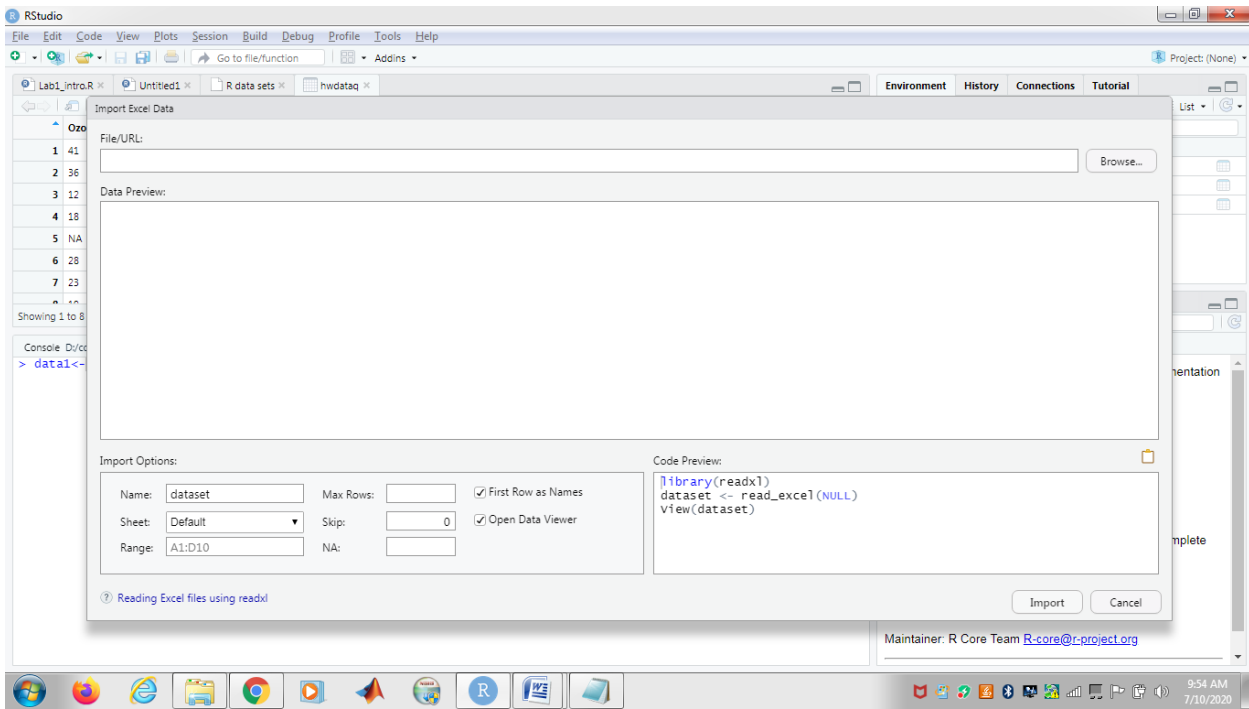 RStudio
File Edit Code View Plots Session Build Debug Profile Tools Help
Go to file/function Addins Project: (None)
Lab1_intro.R Untitled1 R data sets hwdataq Environment History Connections Tutorial
Import Excel Data List
Ozo
File/URL:
1 41
Browse...
2 36
3 12 Data Preview:
4 18
5 NA
6 28
7 23
Showing 1 to 8
Console D:/co
> data1<-
mentation
Import Options: Code Preview:
Name: dataset Max Rows: First Row as Names
Sheet: Default Skip: 0 Open Data Viewer
Range: A1:D10 NA:
library(readxl)
dataset <- read_excel(NULL)
View(dataset)
mplete
Reading Excel files using readxl Import Cancel
Maintainer: R Core Team R-core@r-project.org
9:54 AM
7/10/2020